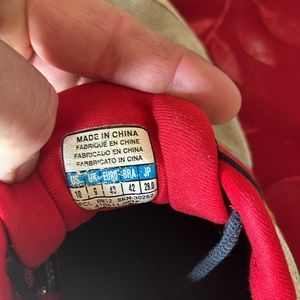 MADE IN CHINA
FABRIQUÉ EN CHINE
FABRICADO EN CHINA
FABBRICATO IN CINA
US UK EURO BRA JP
10 9 43 42 28.0